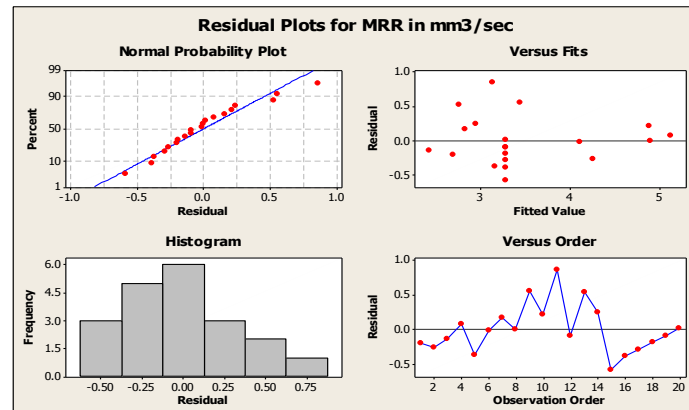 Residual Plots for MRR in mm3/sec
Normal Probability Plot
99
90
50
10
1
Percent
-1.0 -0.5 0.0 0.5 1.0
Residual
Versus Fits
1.0
0.5
0.0
-0.5
Residual
3 4 5
Fitted Value
Histogram
6.0
4.5
3.0
1.5
0.0
Frequency
-0.50 -0.25 0.00 0.25 0.50 0.75
Residual
Versus Order
1.0
0.5
0.0
-0.5
Residual
2 4 6 8 10 12 14 16 18 20
Observation Order